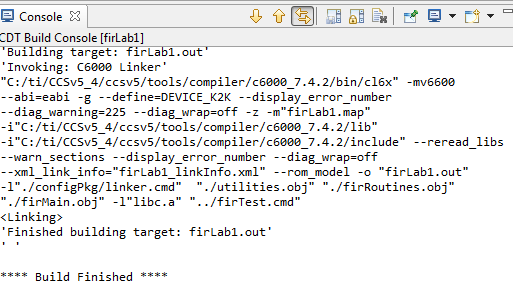 Console
CDT Build Console [firLab1]
'Building target: firLab1.out'
'Invoking: C6000 Linker'
"C:/ti/CCSv5_4/ccsv5/tools/compiler/c6000_7.4.2/bin/cl6x" -mv6600
--abi=eabi -g --define=DEVICE_K2K --display_error_number
--diag_warning=225 --diag_wrap=off -z -m"firLab1.map"
-i"C:/ti/CCSv5_4/ccsv5/tools/compiler/c6000_7.4.2/lib"
-i"C:/ti/CCSv5_4/ccsv5/tools/compiler/c6000_7.4.2/include" --reread_libs
--warn_sections --display_error_number --diag_wrap=off
--xml_link_info="firLab1_linkInfo.xml" --rom_model -o "firLab1.out"
-l"./configPkg/linker.cmd"  "./utilities.obj" "./firRoutines.obj"
"./firMain.obj" -l"libc.a" "../firTest.cmd"
<Linking>
'Finished building target: firLab1.out'
' '
**** Build Finished ****